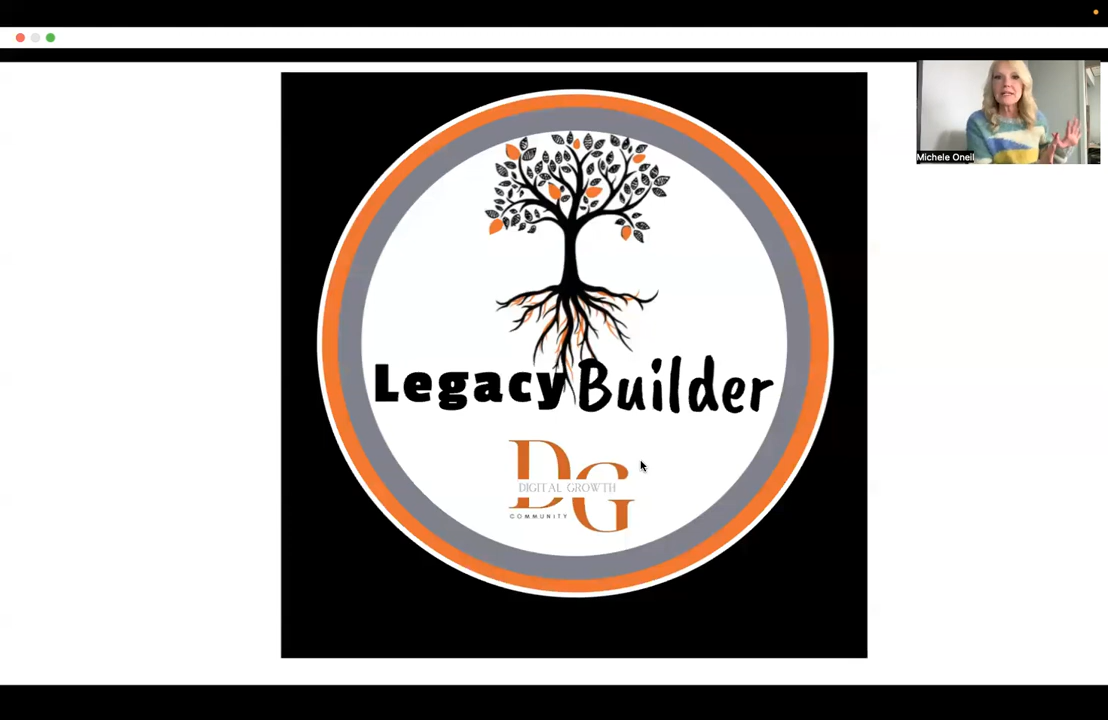 Michele Oneil
Legacy Builder
DG
DIGITAL GROWTH
COMMUNITY